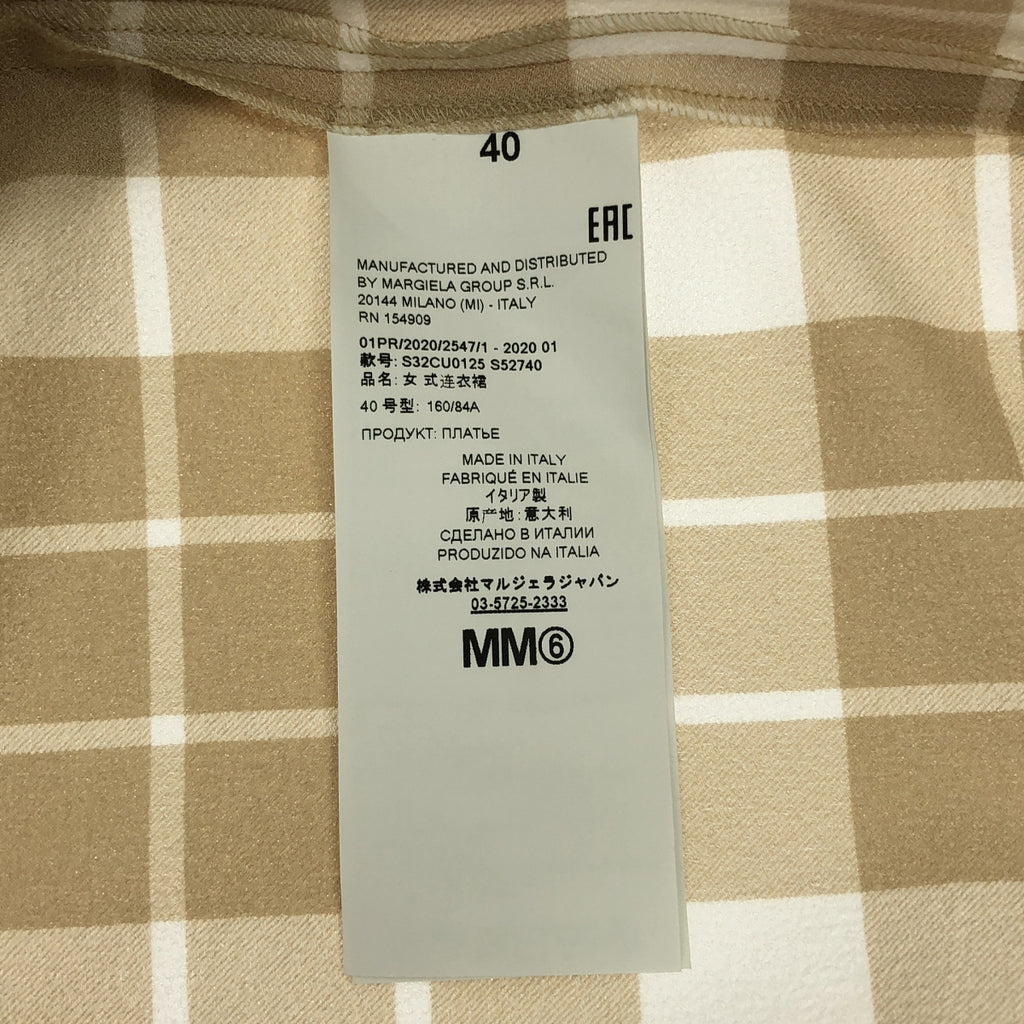 40
EAC
MANUFACTURED AND DISTRIBUTED
BY MARGIELA GROUP S.R.L.
20144 MILANO (MI) - ITALY
RN 154909
01PR/2020/2547/1 - 2020 01
款号: S32CU0125 S52740
品名: 女 式连衣裙
40 号型: 160/84A
ПРОДУКТ: ПЛАТЬЕ
MADE IN ITALY
FABRIQUÉ EN ITALIE
イタリア製
原产地: 意大利
СДЕЛАНО В ИТАЛИИ
PRODUZIDO NA ITALIA
株式会社マルジェラジャパン
03-5725-2333
MM⑥